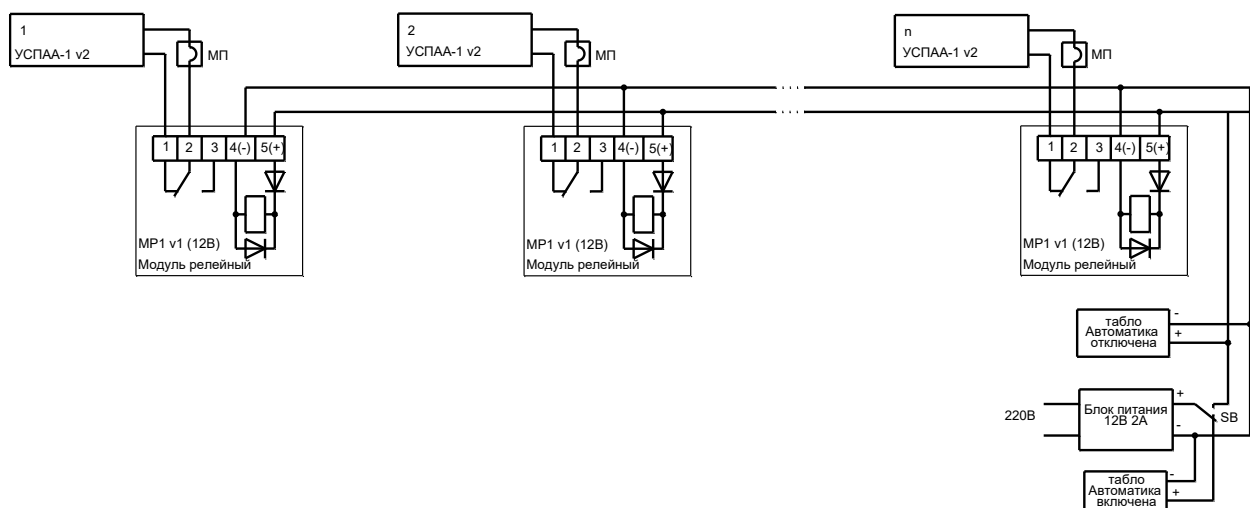 1
УСПАА-1 v2
МП
2
УСПАА-1 v2
МП
n
УСПАА-1 v2
МП
1 2 3 4(-) 5(+)
МР1 v1 (12В)
Модуль релейный
1 2 3 4(-) 5(+)
МР1 v1 (12В)
Модуль релейный
1 2 3 4(-) 5(+)
МР1 v1 (12В)
Модуль релейный
табло
Автоматика
отключена
-
+
220В
Блок питания
12В 2А
+
-
SB
табло
Автоматика
включена
-
+